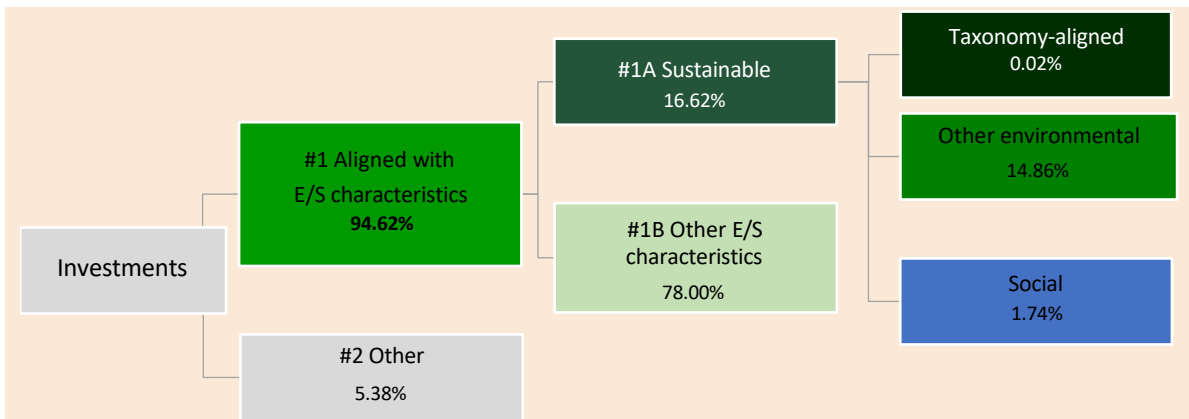 Investments
#1 Aligned with
E/S characteristics
94.62%
#2 Other
5.38%
#1A Sustainable
16.62%
#1B Other E/S
characteristics
78.00%
Taxonomy-aligned
0.02%
Other environmental
14.86%
Social
1.74%